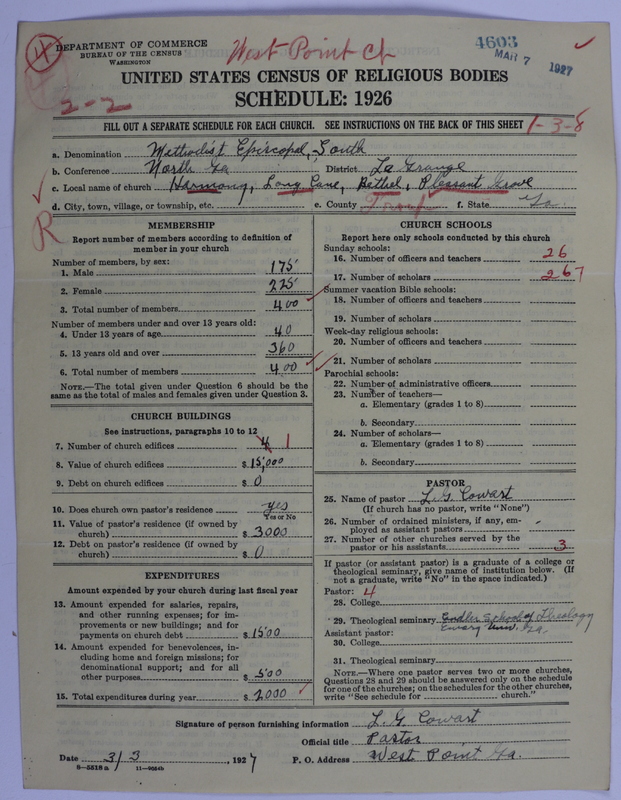 4
DEPARTMENT OF COMMERCE
BUREAU OF THE CENSUS
WASHINGTON
West Point Ch
4603
MAR 7 1927
2-2
UNITED STATES CENSUS OF RELIGIOUS BODIES
SCHEDULE: 1926
FILL OUT A SEPARATE SCHEDULE FOR EACH CHURCH. SEE INSTRUCTIONS ON THE BACK OF THIS SHEET
1-3-8
a. Denomination Methodist Episcopal, South
b. Conference North Ga District La Grange
c. Local name of church Harmony, Long Cane, Bethel, Pleasant Grove
d. City, town, village, or township, etc. e. County Troup f. State Ga.
R
MEMBERSHIP
Report number of members according to definition of
member in your church
Number of members, by sex:
1. Male 175
2. Female 225
3. Total number of members 400
Number of members under and over 13 years old:
4. Under 13 years of age 40
5. 13 years old and over 360
6. Total number of members 400
NOTE.—The total given under Question 6 should be the
same as the total of males and females given under Question 3.
CHURCH BUILDINGS
See instructions, paragraphs 10 to 12
7. Number of church edifices 4 1
8. Value of church edifices $ 15,000
9. Debt on church edifices $ 0
10. Does church own pastor's residence yes
Yes or No
11. Value of pastor's residence (if owned by
church) $ 3000
12. Debt on pastor's residence (if owned by
church) $ 0
EXPENDITURES
Amount expended by your church during last fiscal year
13. Amount expended for salaries, repairs,
and other running expenses; for im-
provements or new buildings; and for
payments on church debt $ 1500
14. Amount expended for benevolences, in-
cluding home and foreign missions; for
denominational support; and for all
other purposes $ 500
15. Total expenditures during year $ 2000
CHURCH SCHOOLS
Report here only schools conducted by this church
Sunday schools:
16. Number of officers and teachers 26
17. Number of scholars 267
Summer vacation Bible schools:
18. Number of officers and teachers
19. Number of scholars
Week-day religious schools:
20. Number of officers and teachers
21. Number of scholars
Parochial schools:
22. Number of administrative officers
23. Number of teachers—
a. Elementary (grades 1 to 8)
b. Secondary
24. Number of scholars—
a. Elementary (grades 1 to 8)
b. Secondary
PASTOR
25. Name of pastor L. G. Cowart
(If church has no pastor, write "None")
26. Number of ordained ministers, if any, em-
ployed as assistant pastors
27. Number of other churches served by the
pastor or his assistants 3
If pastor (or assistant pastor) is a graduate of a college or
theological seminary, give name of institution below. (If
not a graduate, write "No" in the space indicated.)
Pastor: 4
28. College
29. Theological seminary Candler School of Theology
Emory Univ. Ga.
Assistant pastor:
30. College
31. Theological seminary
NOTE.—Where one pastor serves two or more churches,
Questions 28 and 29 should be answered only on the schedule
for one of the churches; on the schedules for the other churches,
write "See schedule for church."
Signature of person furnishing information L. G. Cowart
Official title Pastor
Date 3/3, 1927 P. O. Address West Point Ga.
8—5518a 11—9054b